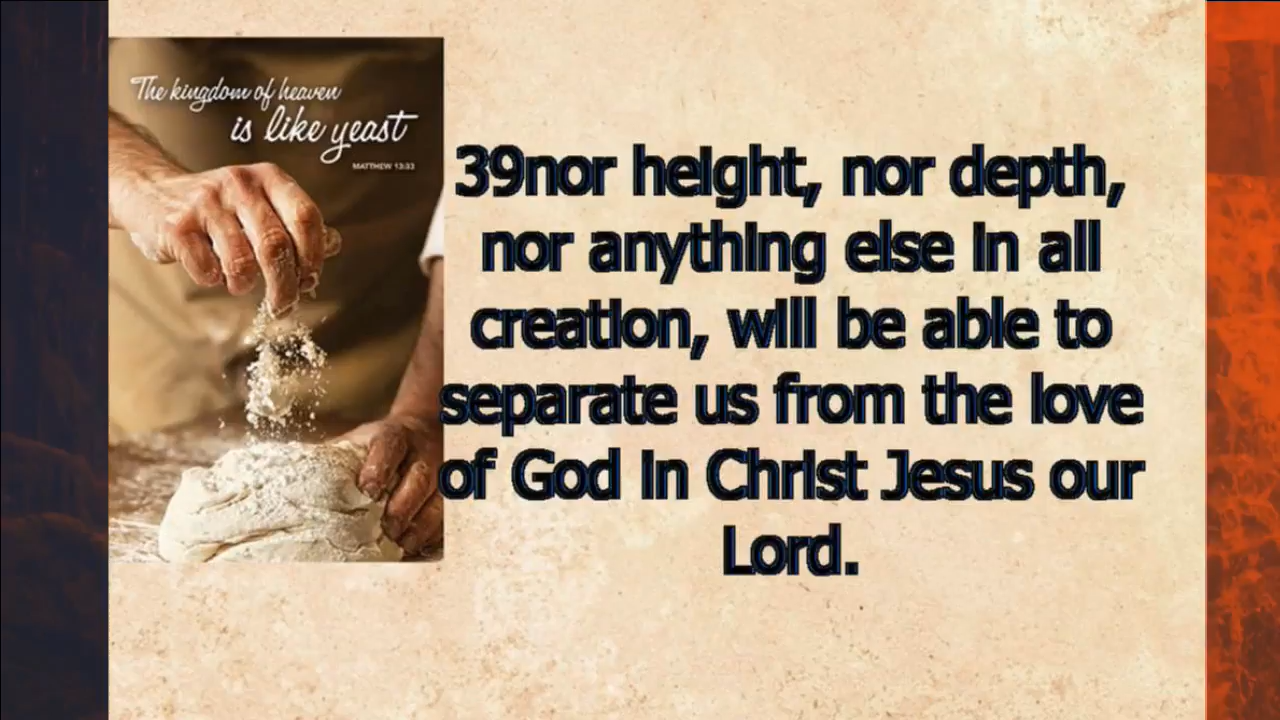 The kingdom of heaven
is like yeast
MATTHEW 13:33
39nor height, nor depth,
nor anything else in all
creation, will be able to
separate us from the love
of God in Christ Jesus our
Lord.